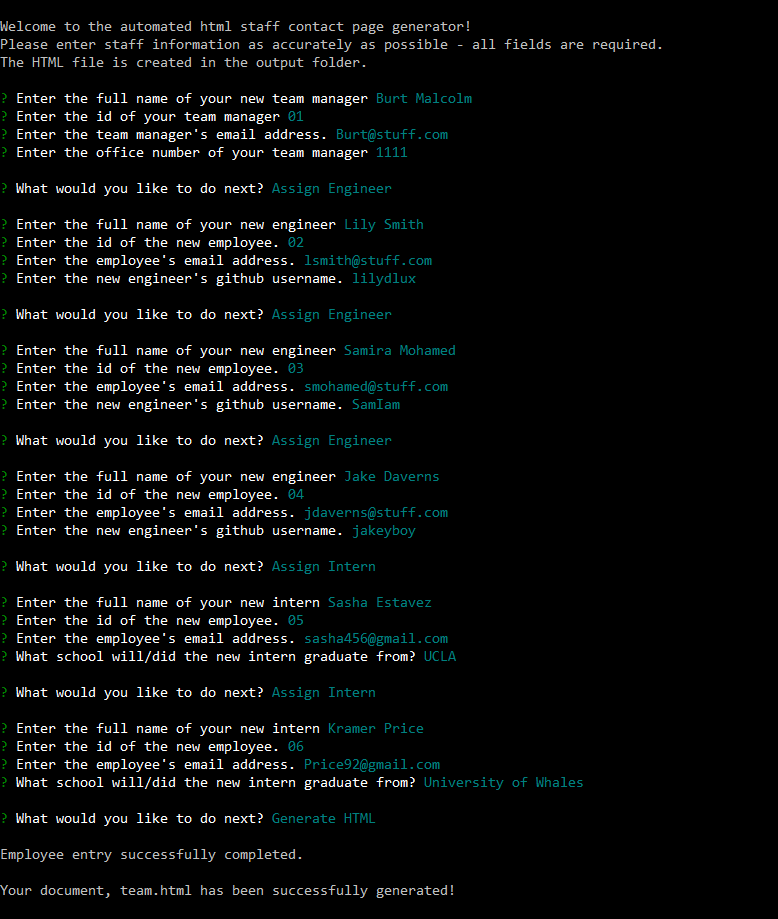 Welcome to the automated html staff contact page generator!
Please enter staff information as accurately as possible - all fields are required.
The HTML file is created in the output folder.
? Enter the full name of your new team manager Burt Malcolm
? Enter the id of your team manager 01
? Enter the team manager's email address. Burt@stuff.com
? Enter the office number of your team manager 1111
? What would you like to do next? Assign Engineer
? Enter the full name of your new engineer Lily Smith
? Enter the id of the new employee. 02
? Enter the employee's email address. lsmith@stuff.com
? Enter the new engineer's github username. lilydlux
? What would you like to do next? Assign Engineer
? Enter the full name of your new engineer Samira Mohamed
? Enter the id of the new employee. 03
? Enter the employee's email address. smohamed@stuff.com
? Enter the new engineer's github username. SamIam
? What would you like to do next? Assign Engineer
? Enter the full name of your new engineer Jake Daverns
? Enter the id of the new employee. 04
? Enter the employee's email address. jdaverns@stuff.com
? Enter the new engineer's github username. jakeyboy
? What would you like to do next? Assign Intern
? Enter the full name of your new intern Sasha Estavez
? Enter the id of the new employee. 05
? Enter the employee's email address. sasha456@gmail.com
? What school will/did the new intern graduate from? UCLA
? What would you like to do next? Assign Intern
? Enter the full name of your new intern Kramer Price
? Enter the id of the new employee. 06
? Enter the employee's email address. Price92@gmail.com
? What school will/did the new intern graduate from? University of Whales
? What would you like to do next? Generate HTML
Employee entry successfully completed.
Your document, team.html has been successfully generated!